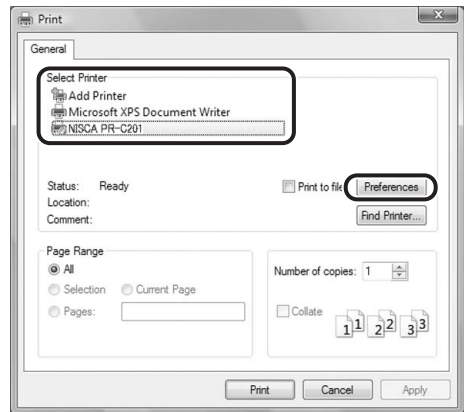 Print
General
Select Printer
Add Printer
Microsoft XPS Document Writer
NISCA PR-C201
Status: Ready
Print to file
Preferences
Location:
Comment:
Find Printer...
Page Range
All
Selection
Current Page
Pages:
Number of copies: 1
Collate
1 1 2 2 3 3
Print
Cancel
Apply